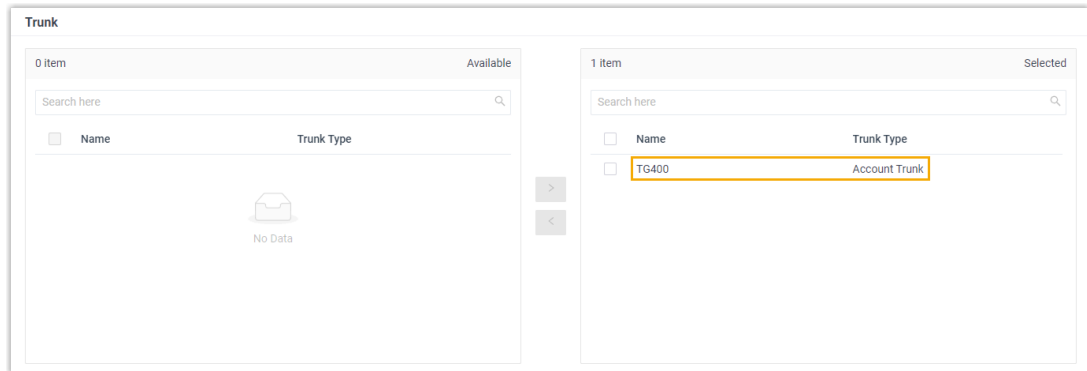 Trunk
0 item Available
Search here
Name Trunk Type
No Data
>
<
1 item Selected
Search here
Name Trunk Type
TG400 Account Trunk